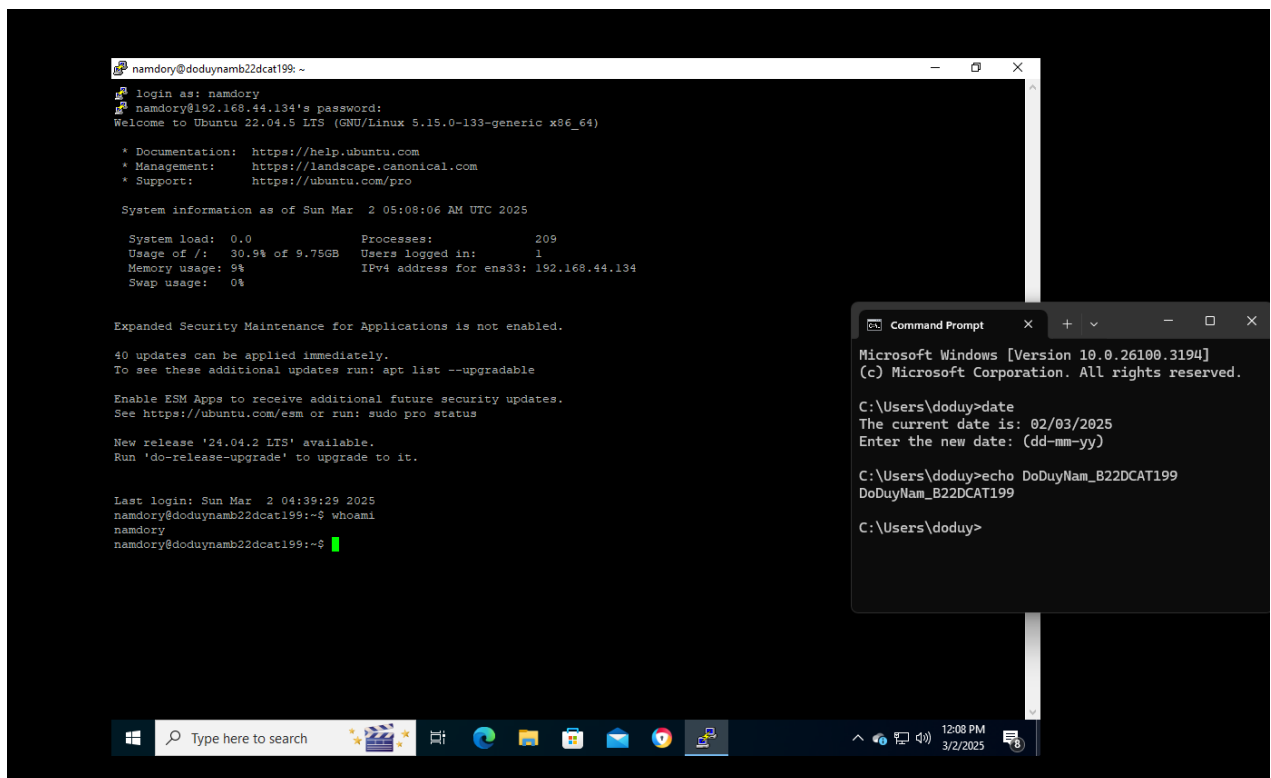 namdory@doduynamb22dcat199: ~
login as: namdory
namdory@192.168.44.134's password:
Welcome to Ubuntu 22.04.5 LTS (GNU/Linux 5.15.0-133-generic x86_64)
* Documentation:  https://help.ubuntu.com
* Management:     https://landscape.canonical.com
* Support:        https://ubuntu.com/pro
System information as of Sun Mar  2 05:08:06 AM UTC 2025
System load:  0.0                Processes:              209
Usage of /:   30.9% of 9.75GB   Users logged in:        1
Memory usage: 9%                 IPv4 address for ens33: 192.168.44.134
Swap usage:   0%
Expanded Security Maintenance for Applications is not enabled.
40 updates can be applied immediately.
To see these additional updates run: apt list --upgradable
Enable ESM Apps to receive additional future security updates.
See https://ubuntu.com/esm or run: sudo pro status
New release '24.04.2 LTS' available.
Run 'do-release-upgrade' to upgrade to it.
Last login: Sun Mar  2 04:39:29 2025
namdory@doduynamb22dcat199:~$ whoami
namdory
namdory@doduynamb22dcat199:~$
Command Prompt
Microsoft Windows [Version 10.0.26100.3194]
(c) Microsoft Corporation. All rights reserved.
C:\Users\doduy>date
The current date is: 02/03/2025
Enter the new date: (dd-mm-yy)
C:\Users\doduy>echo DoDuyNam_B22DCAT199
DoDuyNam_B22DCAT199
C:\Users\doduy>
Type here to search
12:08 PM
3/2/2025
8